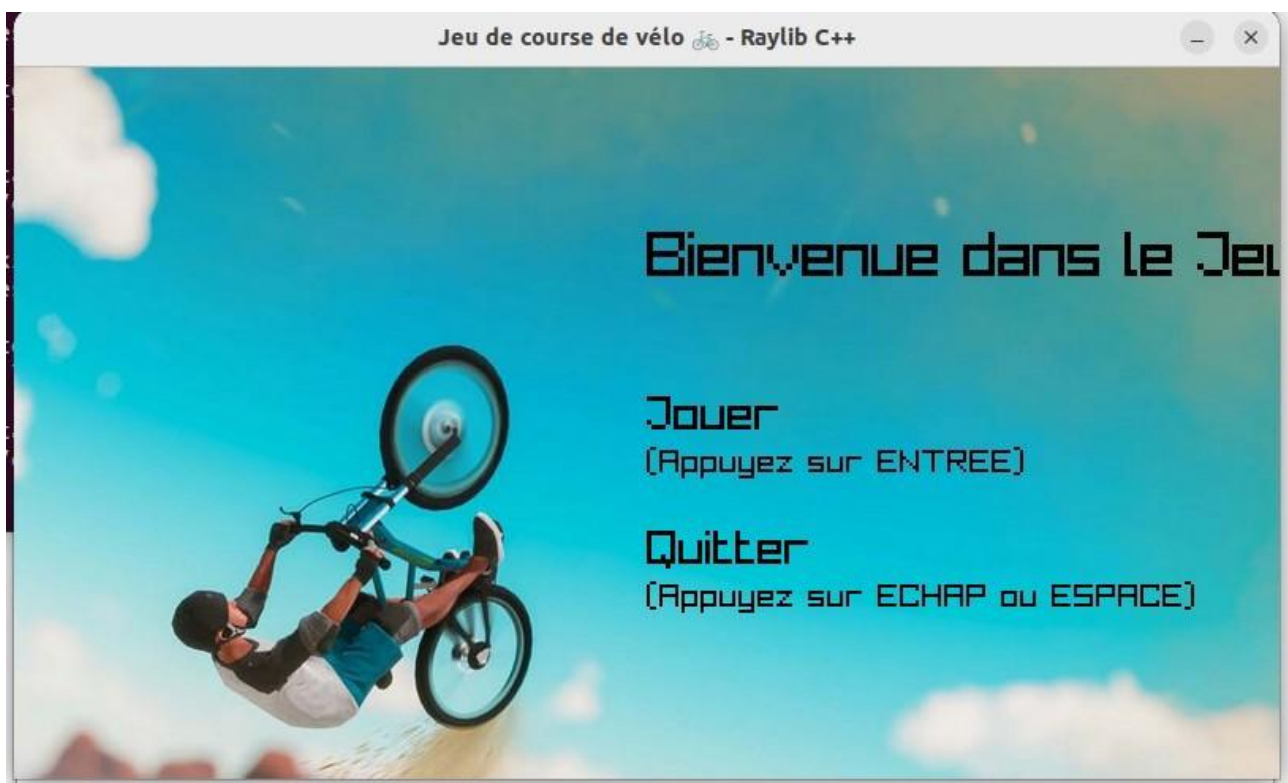 Jeu de course de vélo 🚲 - Raylib C++
Bienvenue dans le Jeu
Jouer
(Appuyez sur ENTREE)
Quitter
(Appuyez sur ECHAP ou ESPACE)